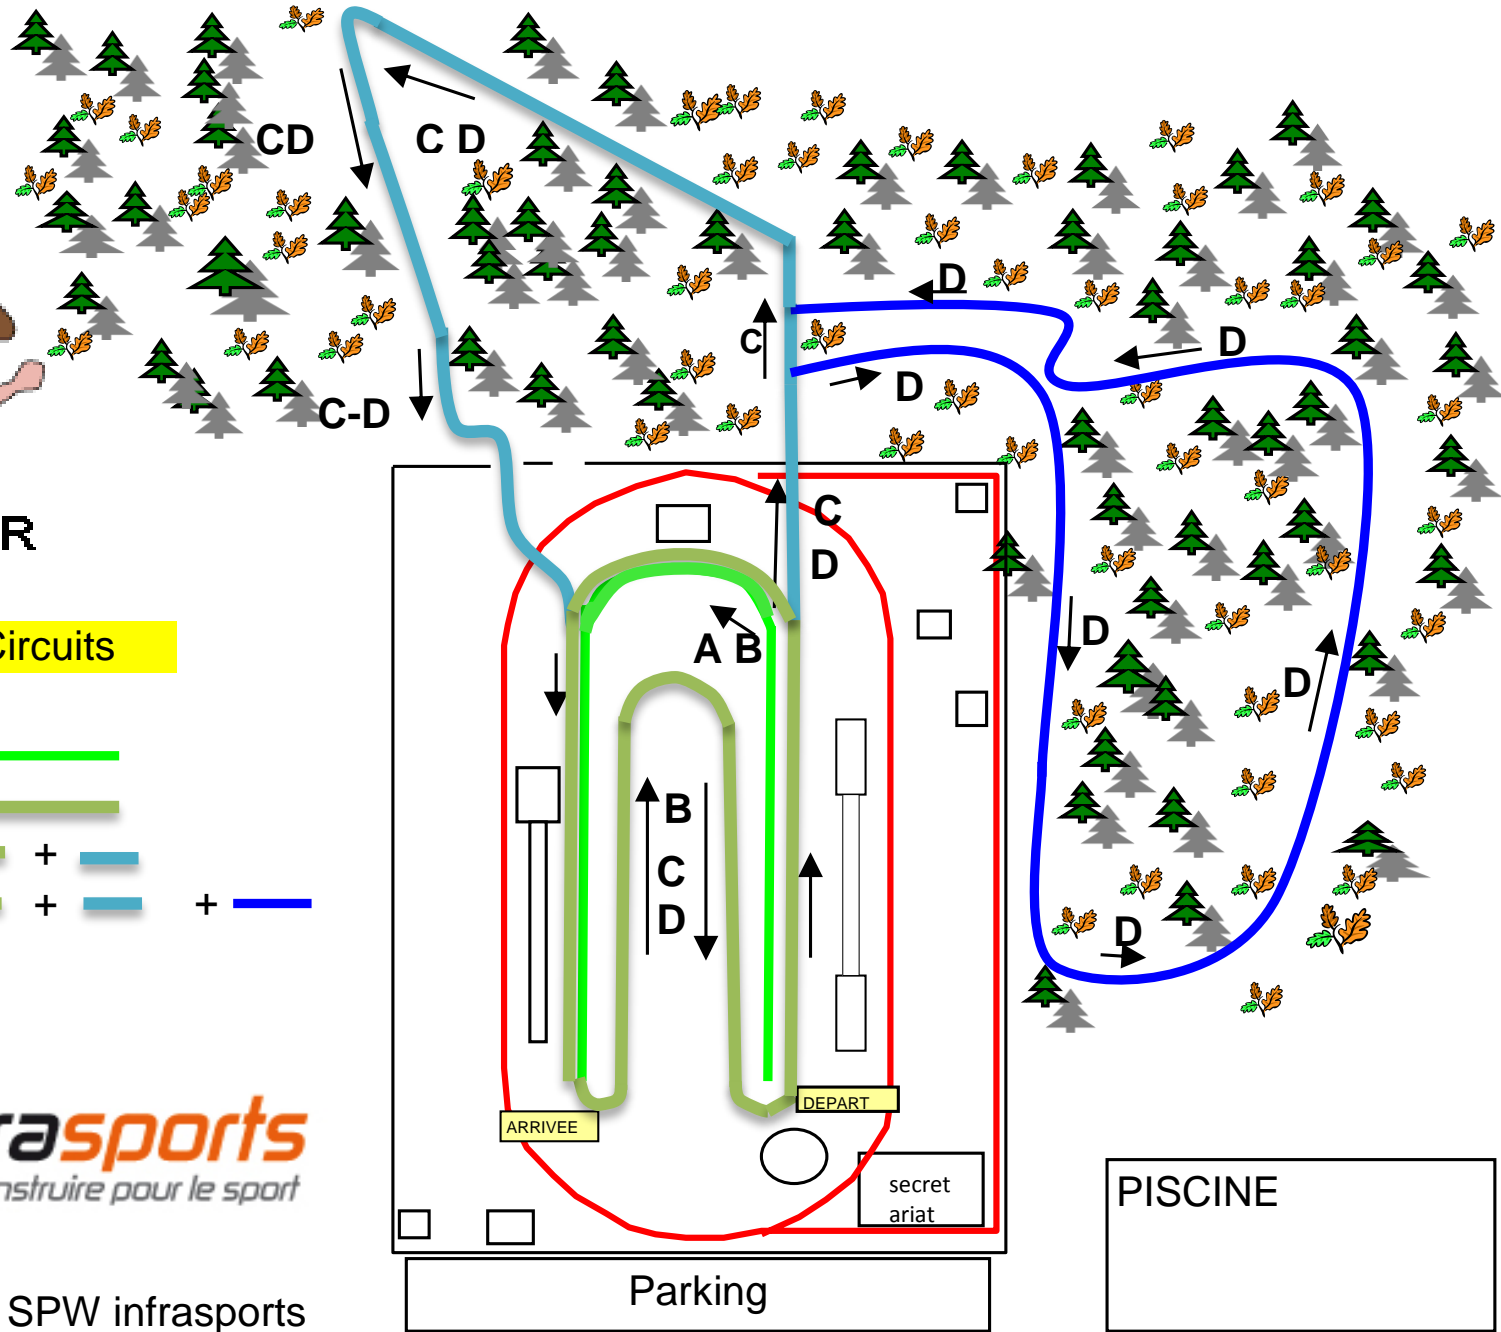 CD
C D
D
C
D
D
C-D
C
D
R
Circuits
A B
D
D
B
C
D
+
+
+
D
DEPART
ARRIVEE
rasports
nstruire pour le sport
secret
ariat
PISCINE
Parking
SPW infrasports